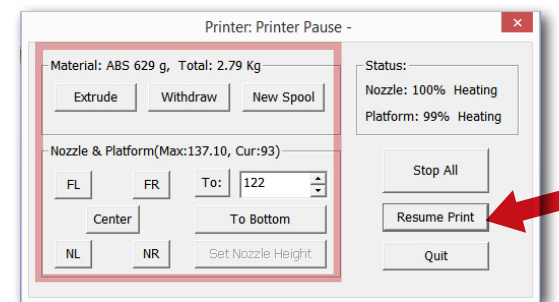 Printer: Printer Pause -
Material: ABS 629 g, Total: 2.79 Kg
Extrude
Withdraw
New Spool
Status:
Nozzle: 100% Heating
Platform: 99% Heating
Nozzle & Platform(Max:137.10, Cur:93)
FL
FR
To:
122
Center
To Bottom
NL
NR
Set Nozzle Height
Stop All
Resume Print
Quit